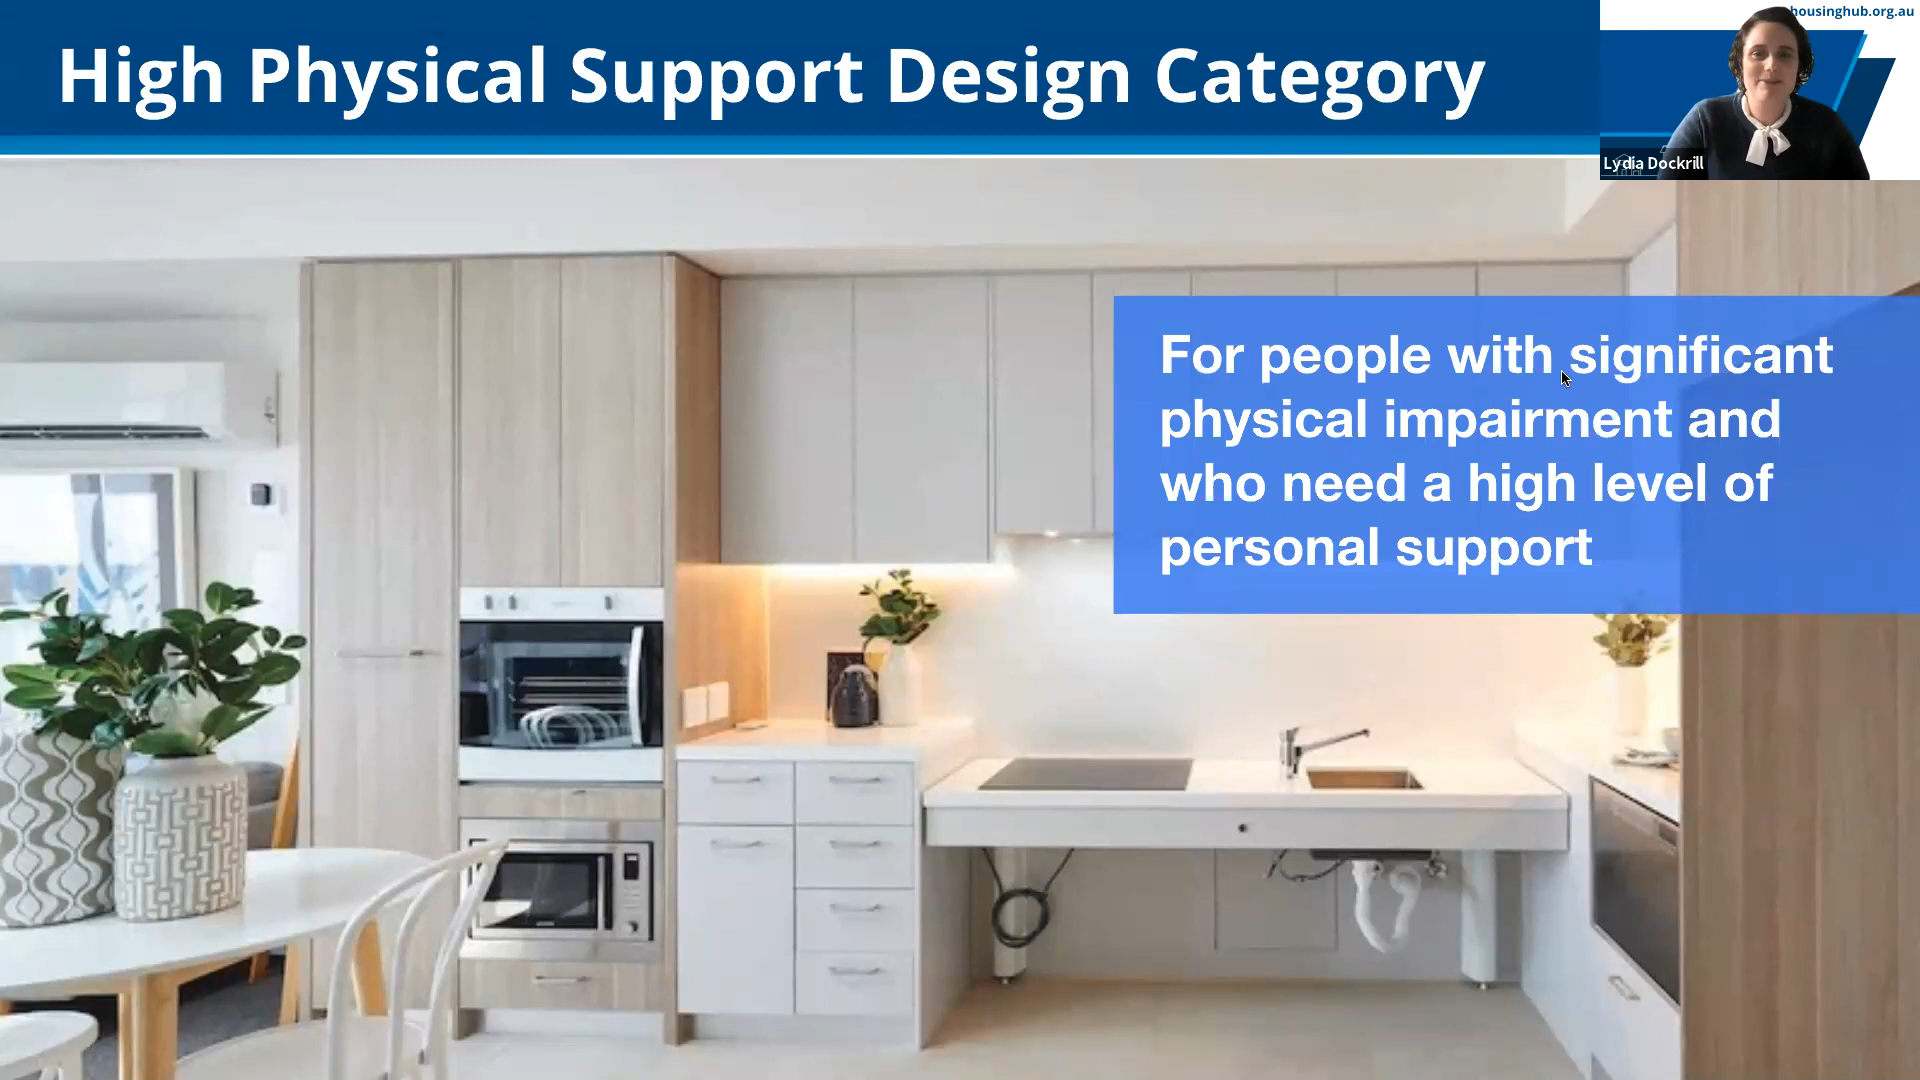 High Physical Support Design Category
housinghub.org.au
Lydia Dockrill
For people with significant
physical impairment and
who need a high level of
personal support